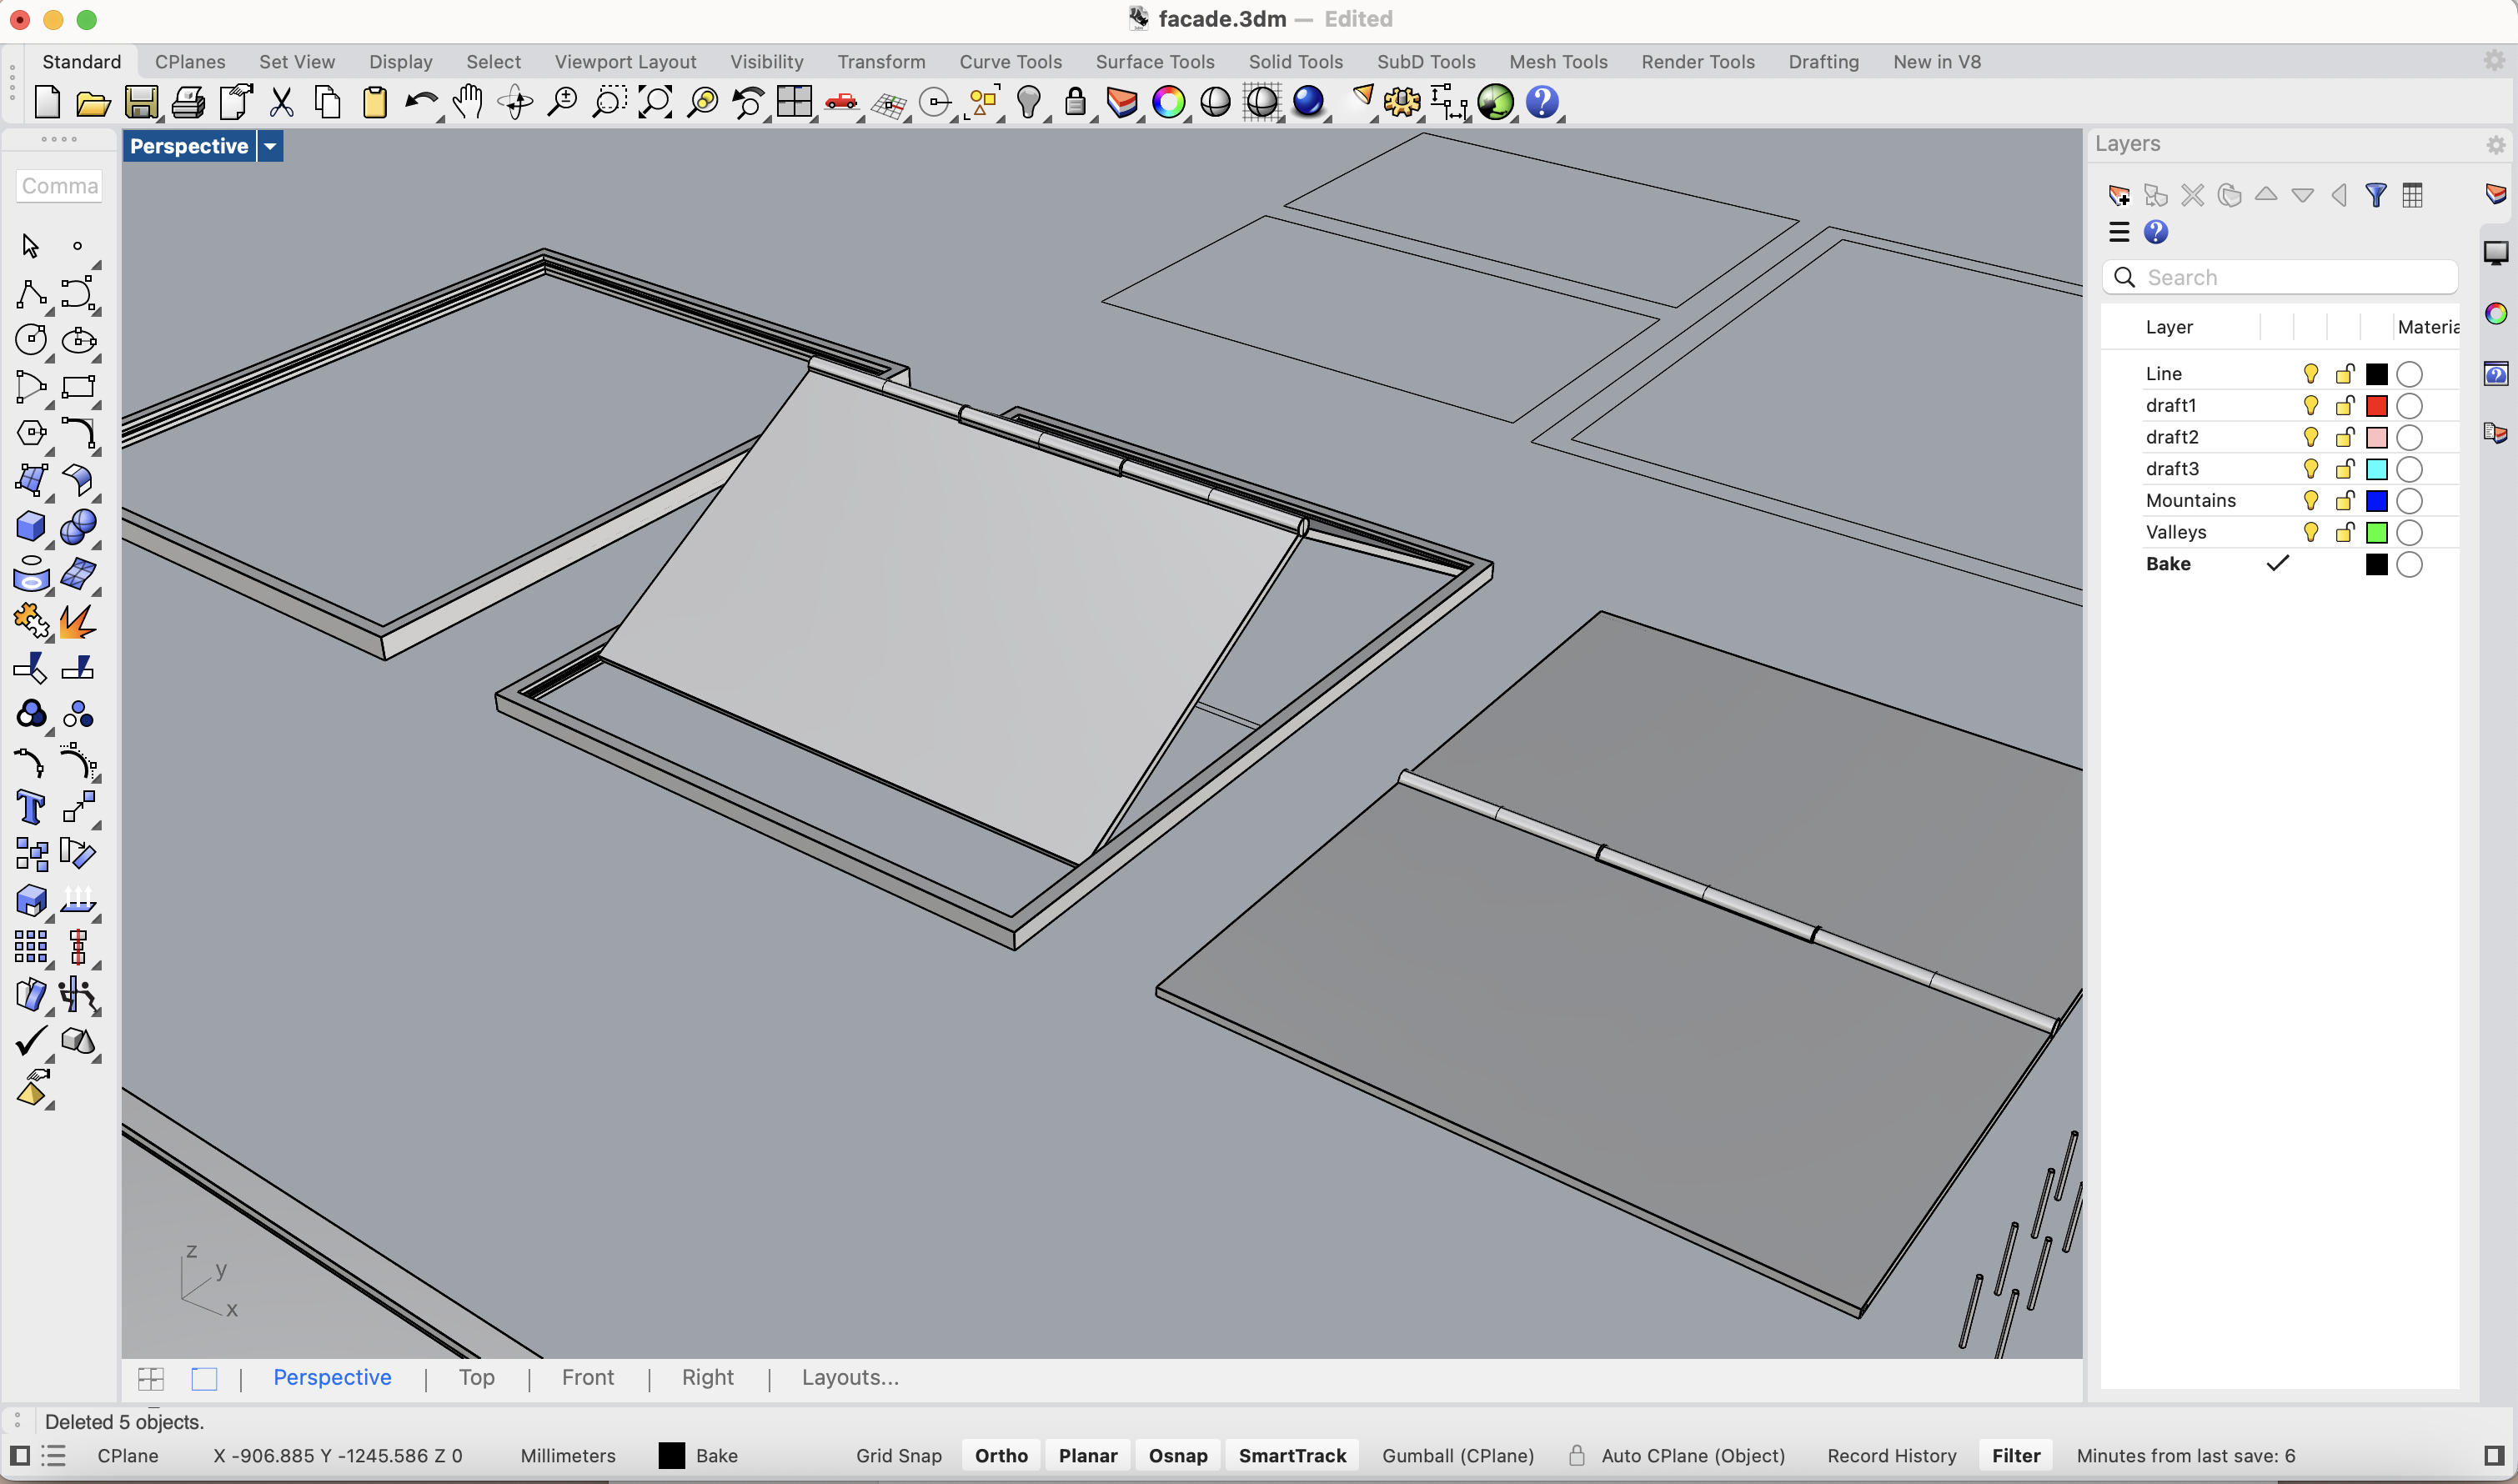 facade.3dm — Edited
Standard CPlanes Set View Display Select Viewport Layout Visibility Transform Curve Tools Surface Tools Solid Tools SubD Tools Mesh Tools Render Tools Drafting New in V8
Perspective
Layers
Comma
Search
Layer Materia
Line
draft1
draft2
draft3
Mountains
Valleys
Bake
z
y
x
Perspective | Top | Front | Right | Layouts...
Deleted 5 objects.
CPlane X -906.885 Y -1245.586 Z 0 Millimeters Bake Grid Snap Ortho Planar Osnap SmartTrack Gumball (CPlane) Auto CPlane (Object) Record History Filter Minutes from last save: 6